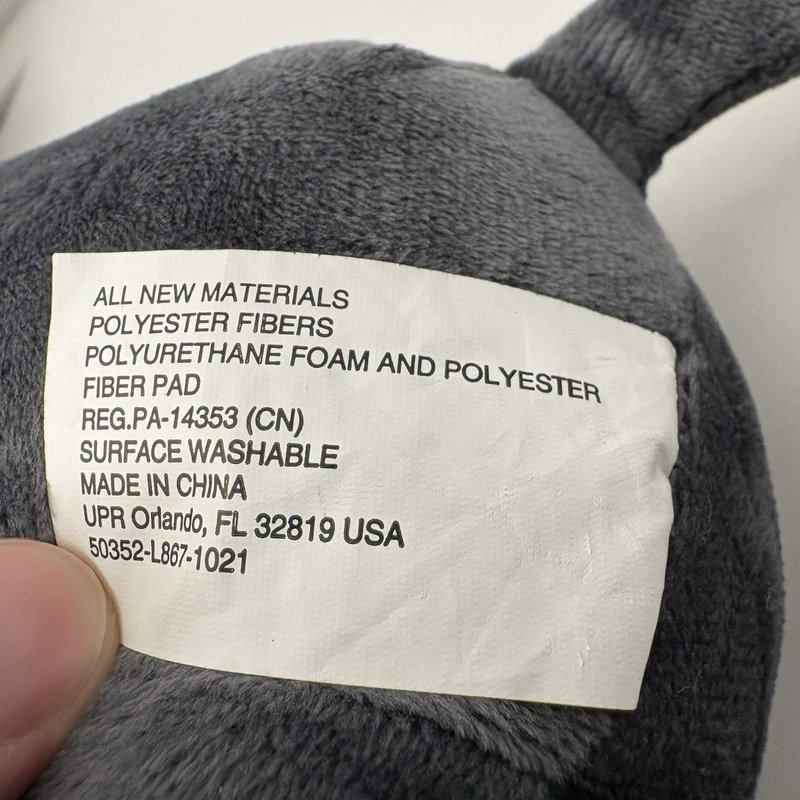 ALL NEW MATERIALS
POLYESTER FIBERS
POLYURETHANE FOAM AND POLYESTER
FIBER PAD
REG.PA-14353 (CN)
SURFACE WASHABLE
MADE IN CHINA
UPR Orlando, FL 32819 USA
50352-L867-1021